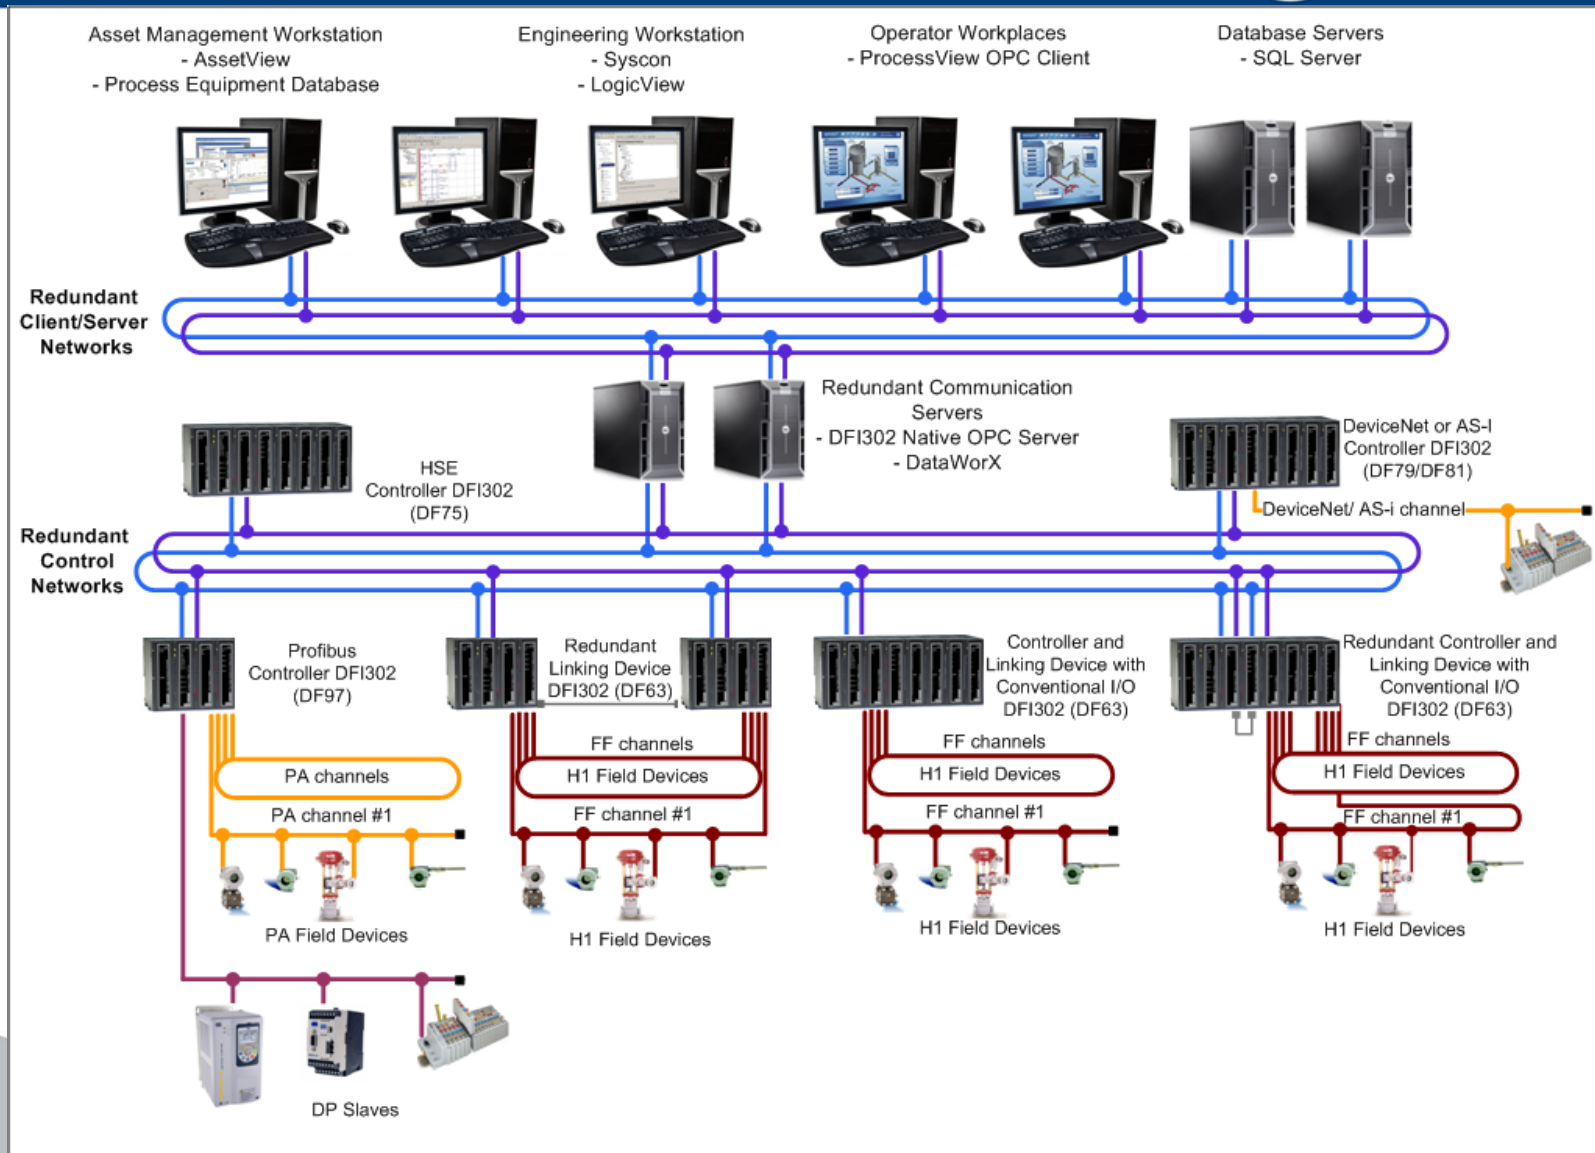 Asset Management Workstation
- AssetView
- Process Equipment Database
Engineering Workstation
- Syscon
- LogicView
Operator Workplaces
- ProcessView OPC Client
Database Servers
- SQL Server
Redundant
Client/Server
Networks
Redundant Communication
Servers
- DFI302 Native OPC Server
- DataWorX
HSE
Controller DFI302
(DF75)
DeviceNet or AS-I
Controller DFI302
(DF79/DF81)
DeviceNet/ AS-i channel
Redundant
Control
Networks
Profibus
Controller DFI302
(DF97)
Redundant
Linking Device
DFI302 (DF63)
Controller and
Linking Device with
Conventional I/O
DFI302 (DF63)
Redundant Controller and
Linking Device with
Conventional I/O
DFI302 (DF63)
PA channels
PA channel #1
PA Field Devices
FF channels
H1 Field Devices
FF channel #1
H1 Field Devices
FF channels
H1 Field Devices
FF channel #1
H1 Field Devices
FF channels
H1 Field Devices
FF channel #1
H1 Field Devices
DP Slaves